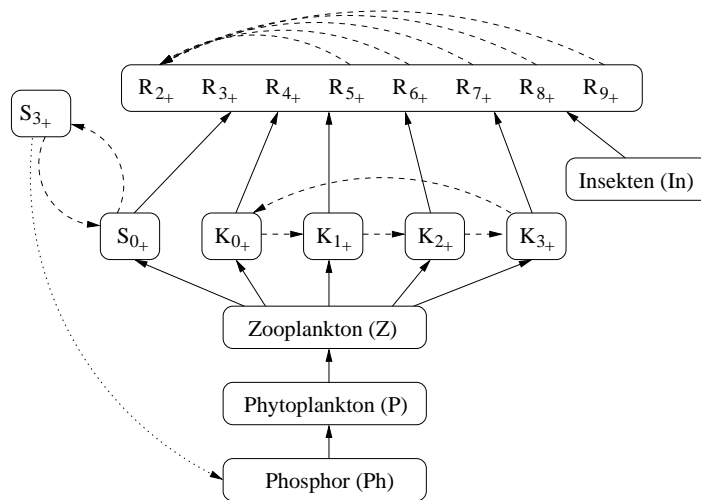 R2+ R3+ R4+ R5+ R6+ R7+ R8+ R9+
S3+
Insekten (In)
S0+ K0+ K1+ K2+ K3+
Zooplankton (Z)
Phytoplankton (P)
Phosphor (Ph)